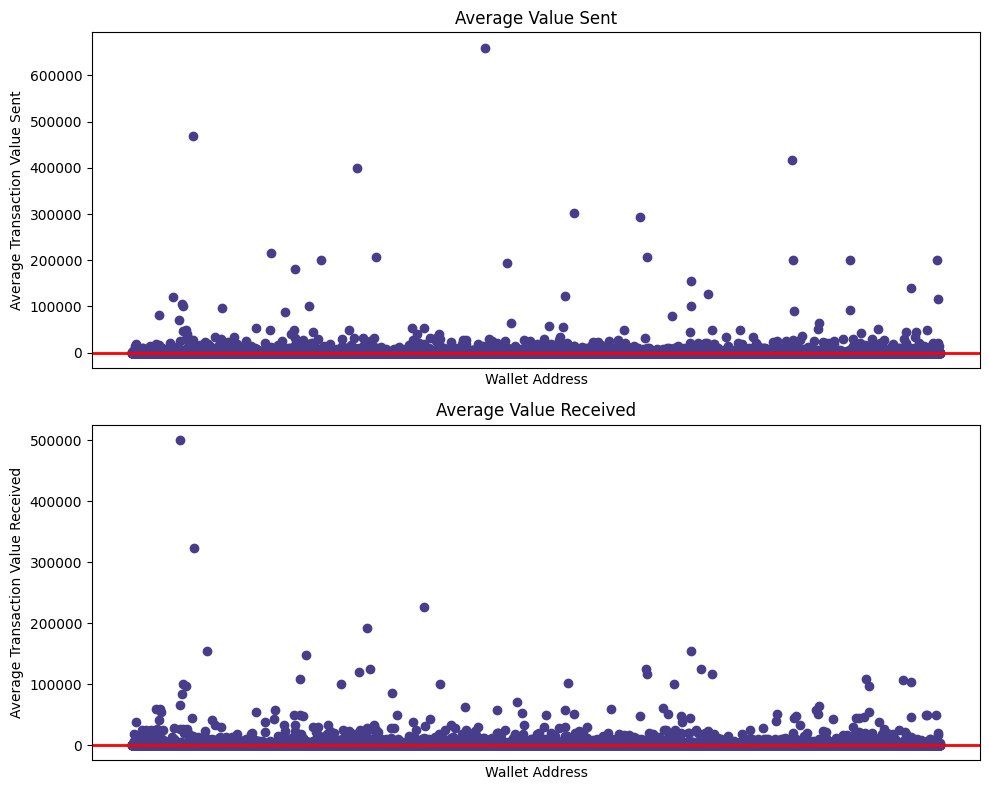 Average Value Sent
Average Transaction Value Sent
600000
500000
400000
300000
200000
100000
0
Wallet Address
Average Value Received
Average Transaction Value Received
500000
400000
300000
200000
100000
0
Wallet Address